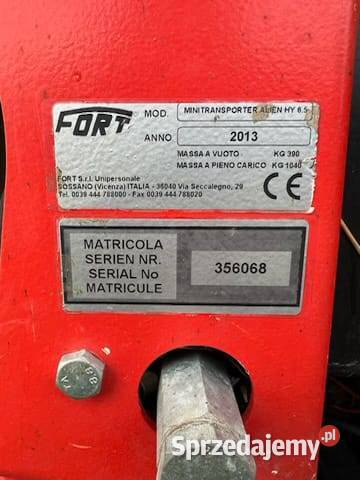 FORT
MOD. MINITRANSPORTER ALIEN HY 6.5
ANNO 2013
MASSA A VUOTO KG 390
MASSA A PIENO CARICO KG 1040
FORT S.r.l. Unipersonale
SOSSANO (Vicenza) ITALIA - 36040 Via Seccalegno, 29
Tel. 0039 444 788000 - Fax 0039 444 788020
CE
MATRICOLA
SERIEN NR.
SERIAL No
MATRICULE
356068
8.8
Sprzedajemy.pl